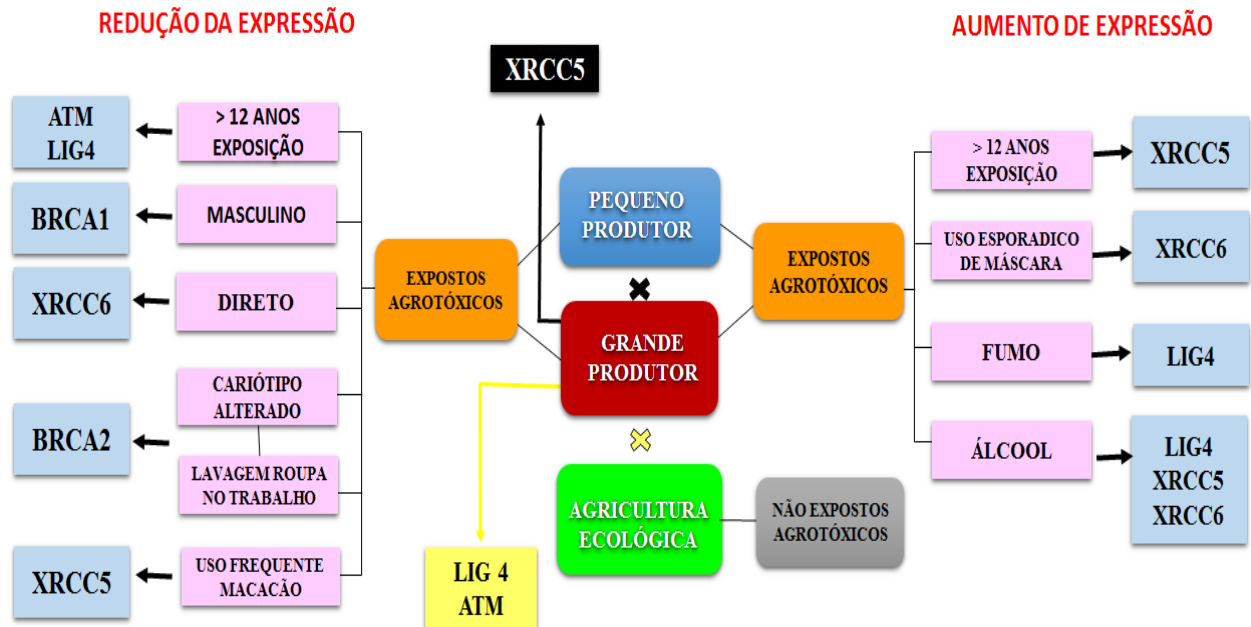 REDUÇÃO DA EXPRESSÃO
AUMENTO DE EXPRESSÃO
XRCC5
ATM
LIG4
> 12 ANOS
EXPOSIÇÃO
BRCA1
MASCULINO
XRCC6
DIRETO
BRCA2
CARIÓTIPO
ALTERADO
LAVAGEM ROUPA
NO TRABALHO
XRCC5
USO FREQUENTE
MACACÃO
EXPOSTOS
AGROTÓXICOS
PEQUENO
PRODUTOR
GRANDE
PRODUTOR
AGRICULTURA
ECOLÓGICA
LIG 4
ATM
NÃO EXPOSTOS
AGROTÓXICOS
EXPOSTOS
AGROTÓXICOS
> 12 ANOS
EXPOSIÇÃO
XRCC5
USO ESPORADICO
DE MÁSCARA
XRCC6
FUMO
LIG4
ÁLCOOL
LIG4
XRCC5
XRCC6